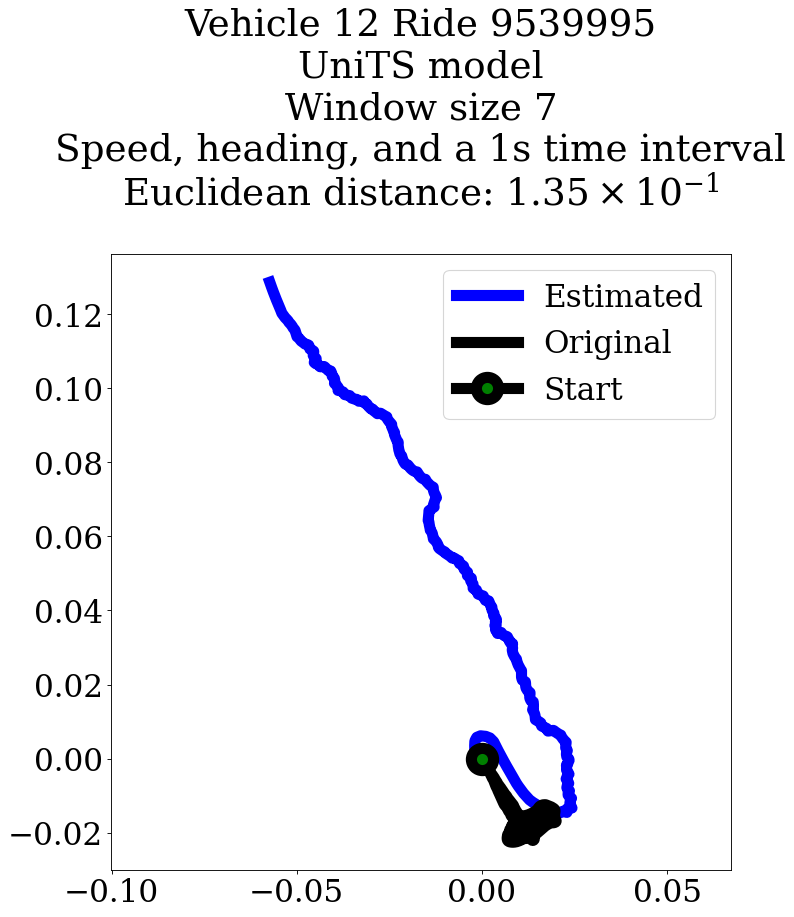 Vehicle 12 Ride 9539995
UniTS model
Window size 7
Speed, heading, and a 1s time interval
Euclidean distance: 1.35 × 10⁻¹
Estimated
Original
Start
0.12
0.10
0.08
0.06
0.04
0.02
0.00
−0.02
−0.10
−0.05
0.00
0.05